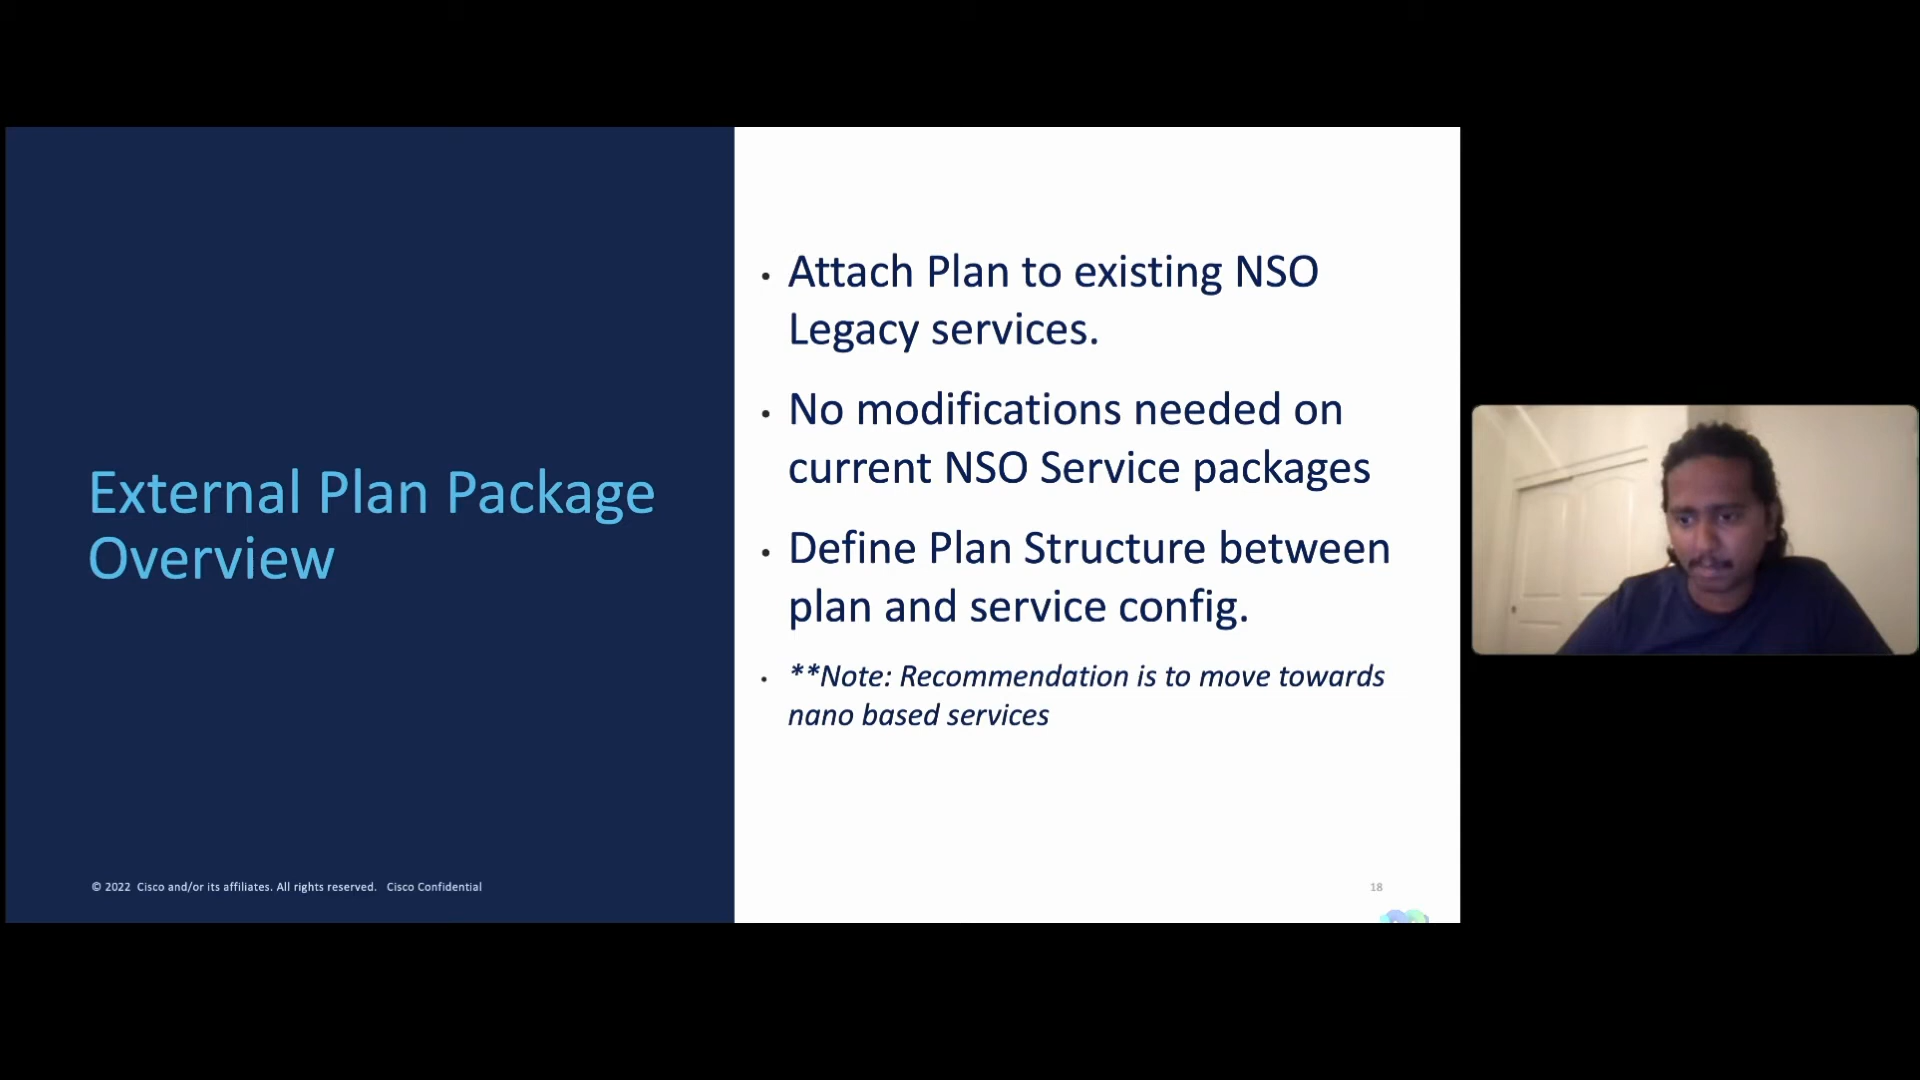 External Plan Package
Overview
• Attach Plan to existing NSO
Legacy services.
• No modifications needed on
current NSO Service packages
• Define Plan Structure between
plan and service config.
• **Note: Recommendation is to move towards
nano based services
© 2022 Cisco and/or its affiliates. All rights reserved. Cisco Confidential
18